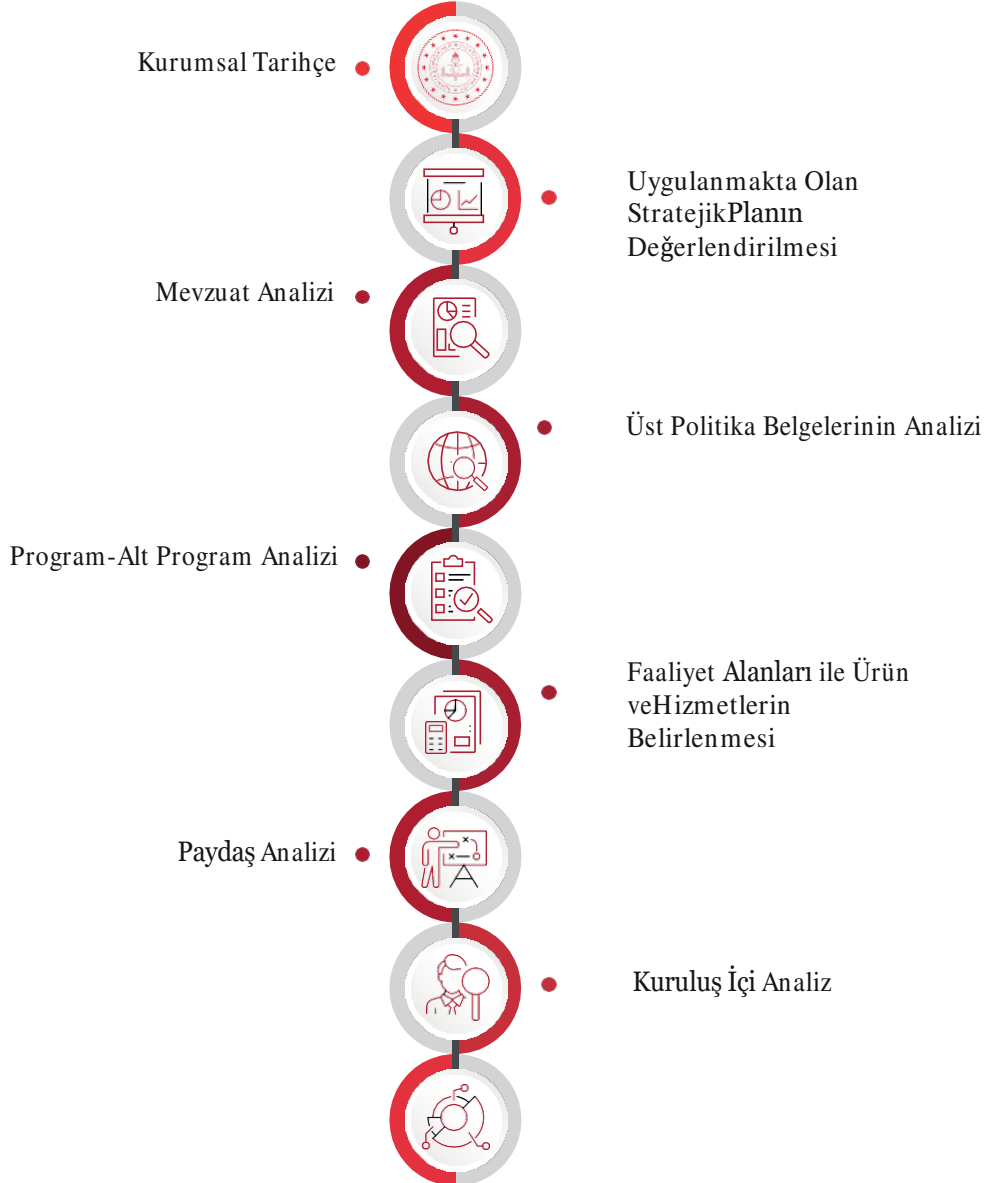 Kurumsal Tarihçe
Uygulanmakta Olan
StratejikPlanın
Değerlendirilmesi
Mevzuat Analizi
Üst Politika Belgelerinin Analizi
Program-Alt Program Analizi
Faaliyet Alanları ile Ürün
veHizmetlerin
Belirlenmesi
Paydaş Analizi
Kuruluş İçi Analiz